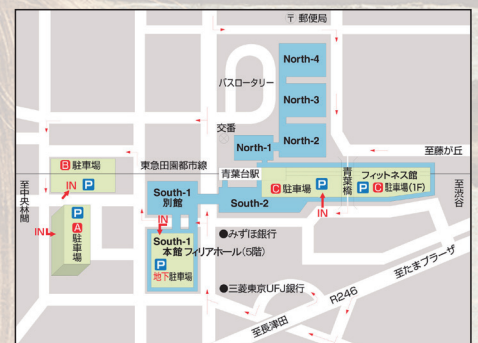 〒 郵便局
North-4
バスロータリー
North-3
交番
North-1
North-2
至藤が丘
B 駐車場
東急田園都市線
青葉台駅
青葉橋
フィットネス館
IN P
South-1
別館
C 駐車場 P
P C 駐車場(1F)
至中央林間
至渋谷
South-2
IN
IN
P
A
駐車場
IN
South-1
本館 フィリアホール(5階)
P
地下駐車場
●みずほ銀行
●三菱東京UFJ銀行
至たまプラーザ
R246
至長津田